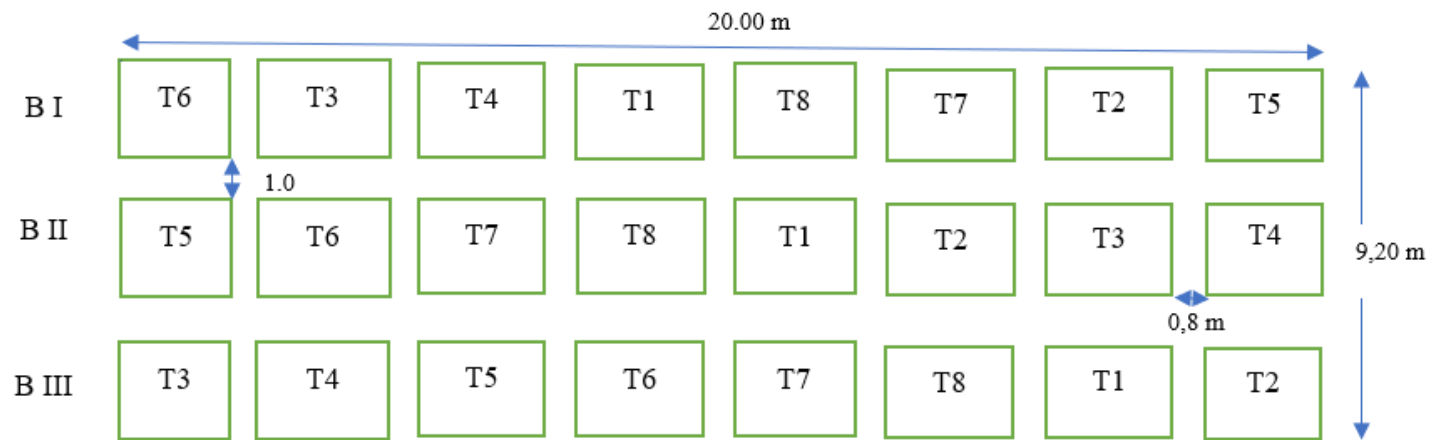 20.00 m
B I T6 T3 T4 T1 T8 T7 T2 T5
1.0
B II T5 T6 T7 T8 T1 T2 T3 T4
9,20 m
0,8 m
B III T3 T4 T5 T6 T7 T8 T1 T2